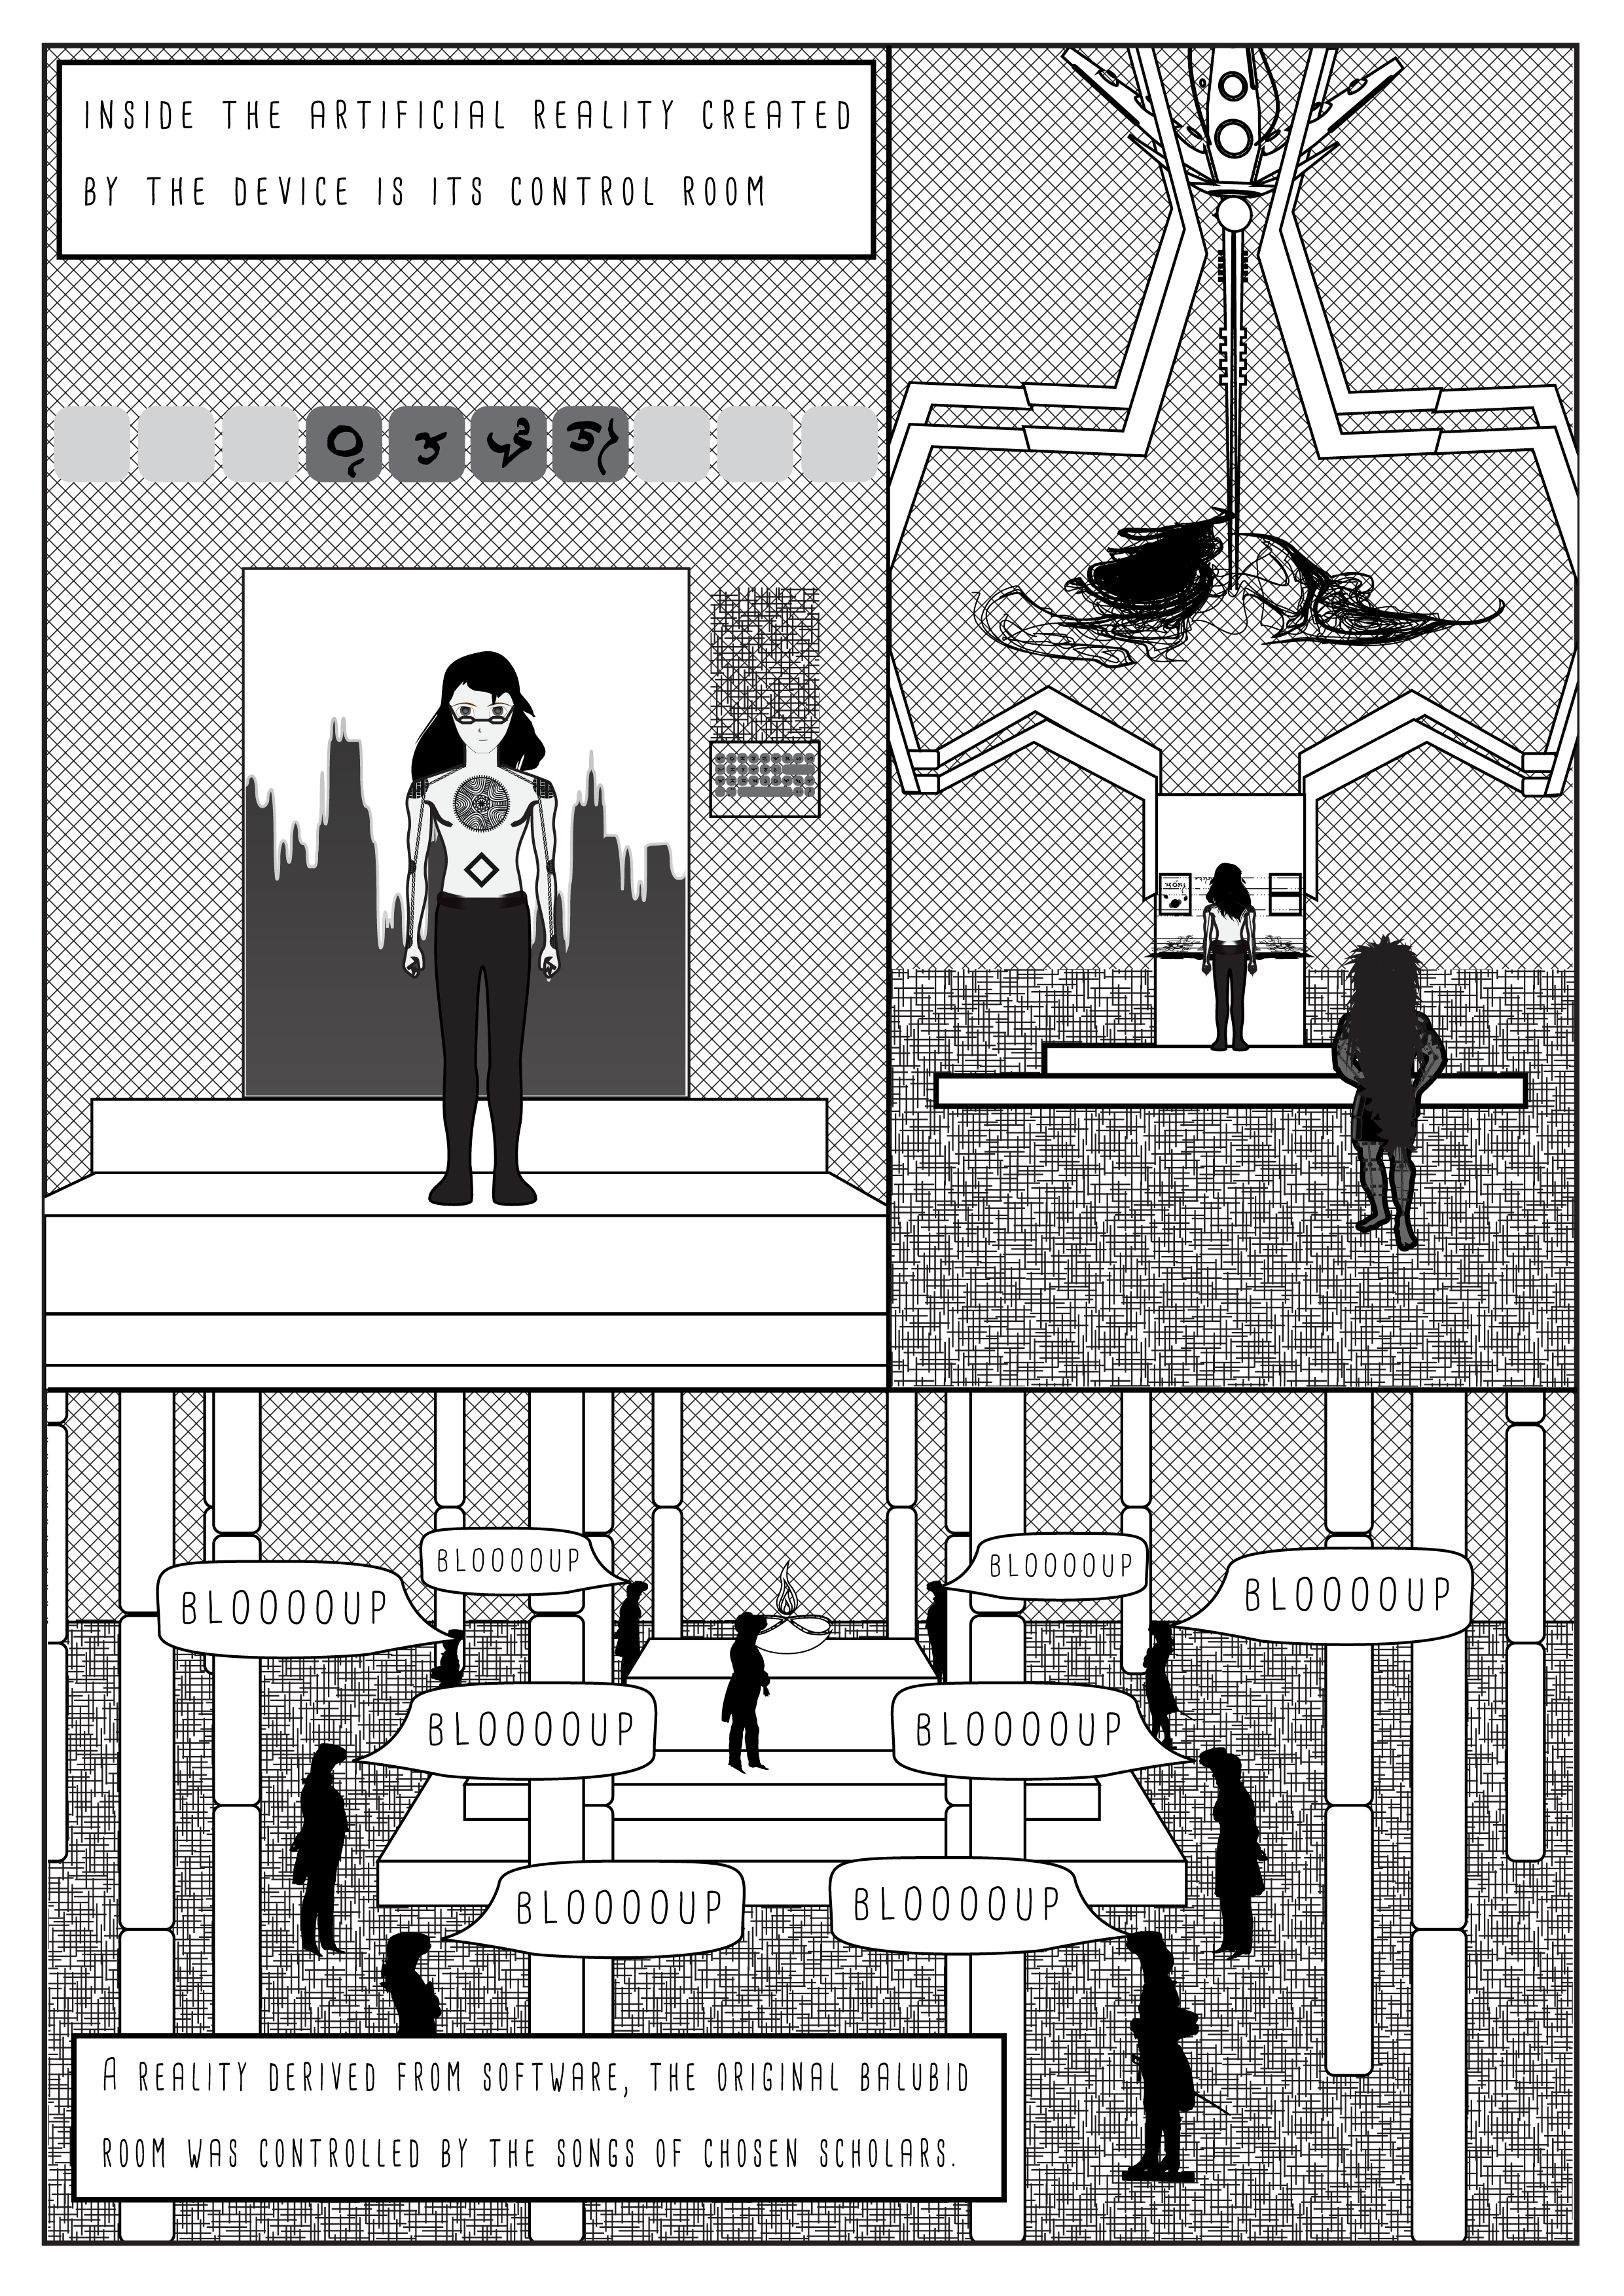 INSIDE THE ARTIFICIAL REALITY CREATED
BY THE DEVICE IS ITS CONTROL ROOM
BLOOOOUP
BLOOOOUP
BLOOOOUP
BLOOOOUP
BLOOOOUP
BLOOOOUP
BLOOOOUP
BLOOOOUP
A REALITY DERIVED FROM SOFTWARE, THE ORIGINAL BALUBID
ROOM WAS CONTROLLED BY THE SONGS OF CHOSEN SCHOLARS.